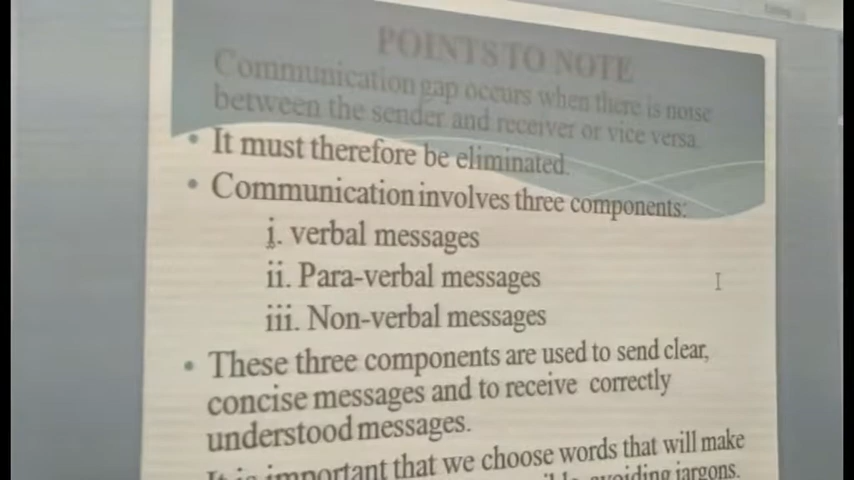 POINTS TO NOTE
Communication gap occurs when there is noise
between the sender and receiver or vice versa.
• It must therefore be eliminated.
• Communication involves three components:
i. verbal messages
ii. Para-verbal messages
iii. Non-verbal messages
• These three components are used to send clear,
concise messages and to receive correctly
understood messages.
It is important that we choose words that will make
avoiding jargons.